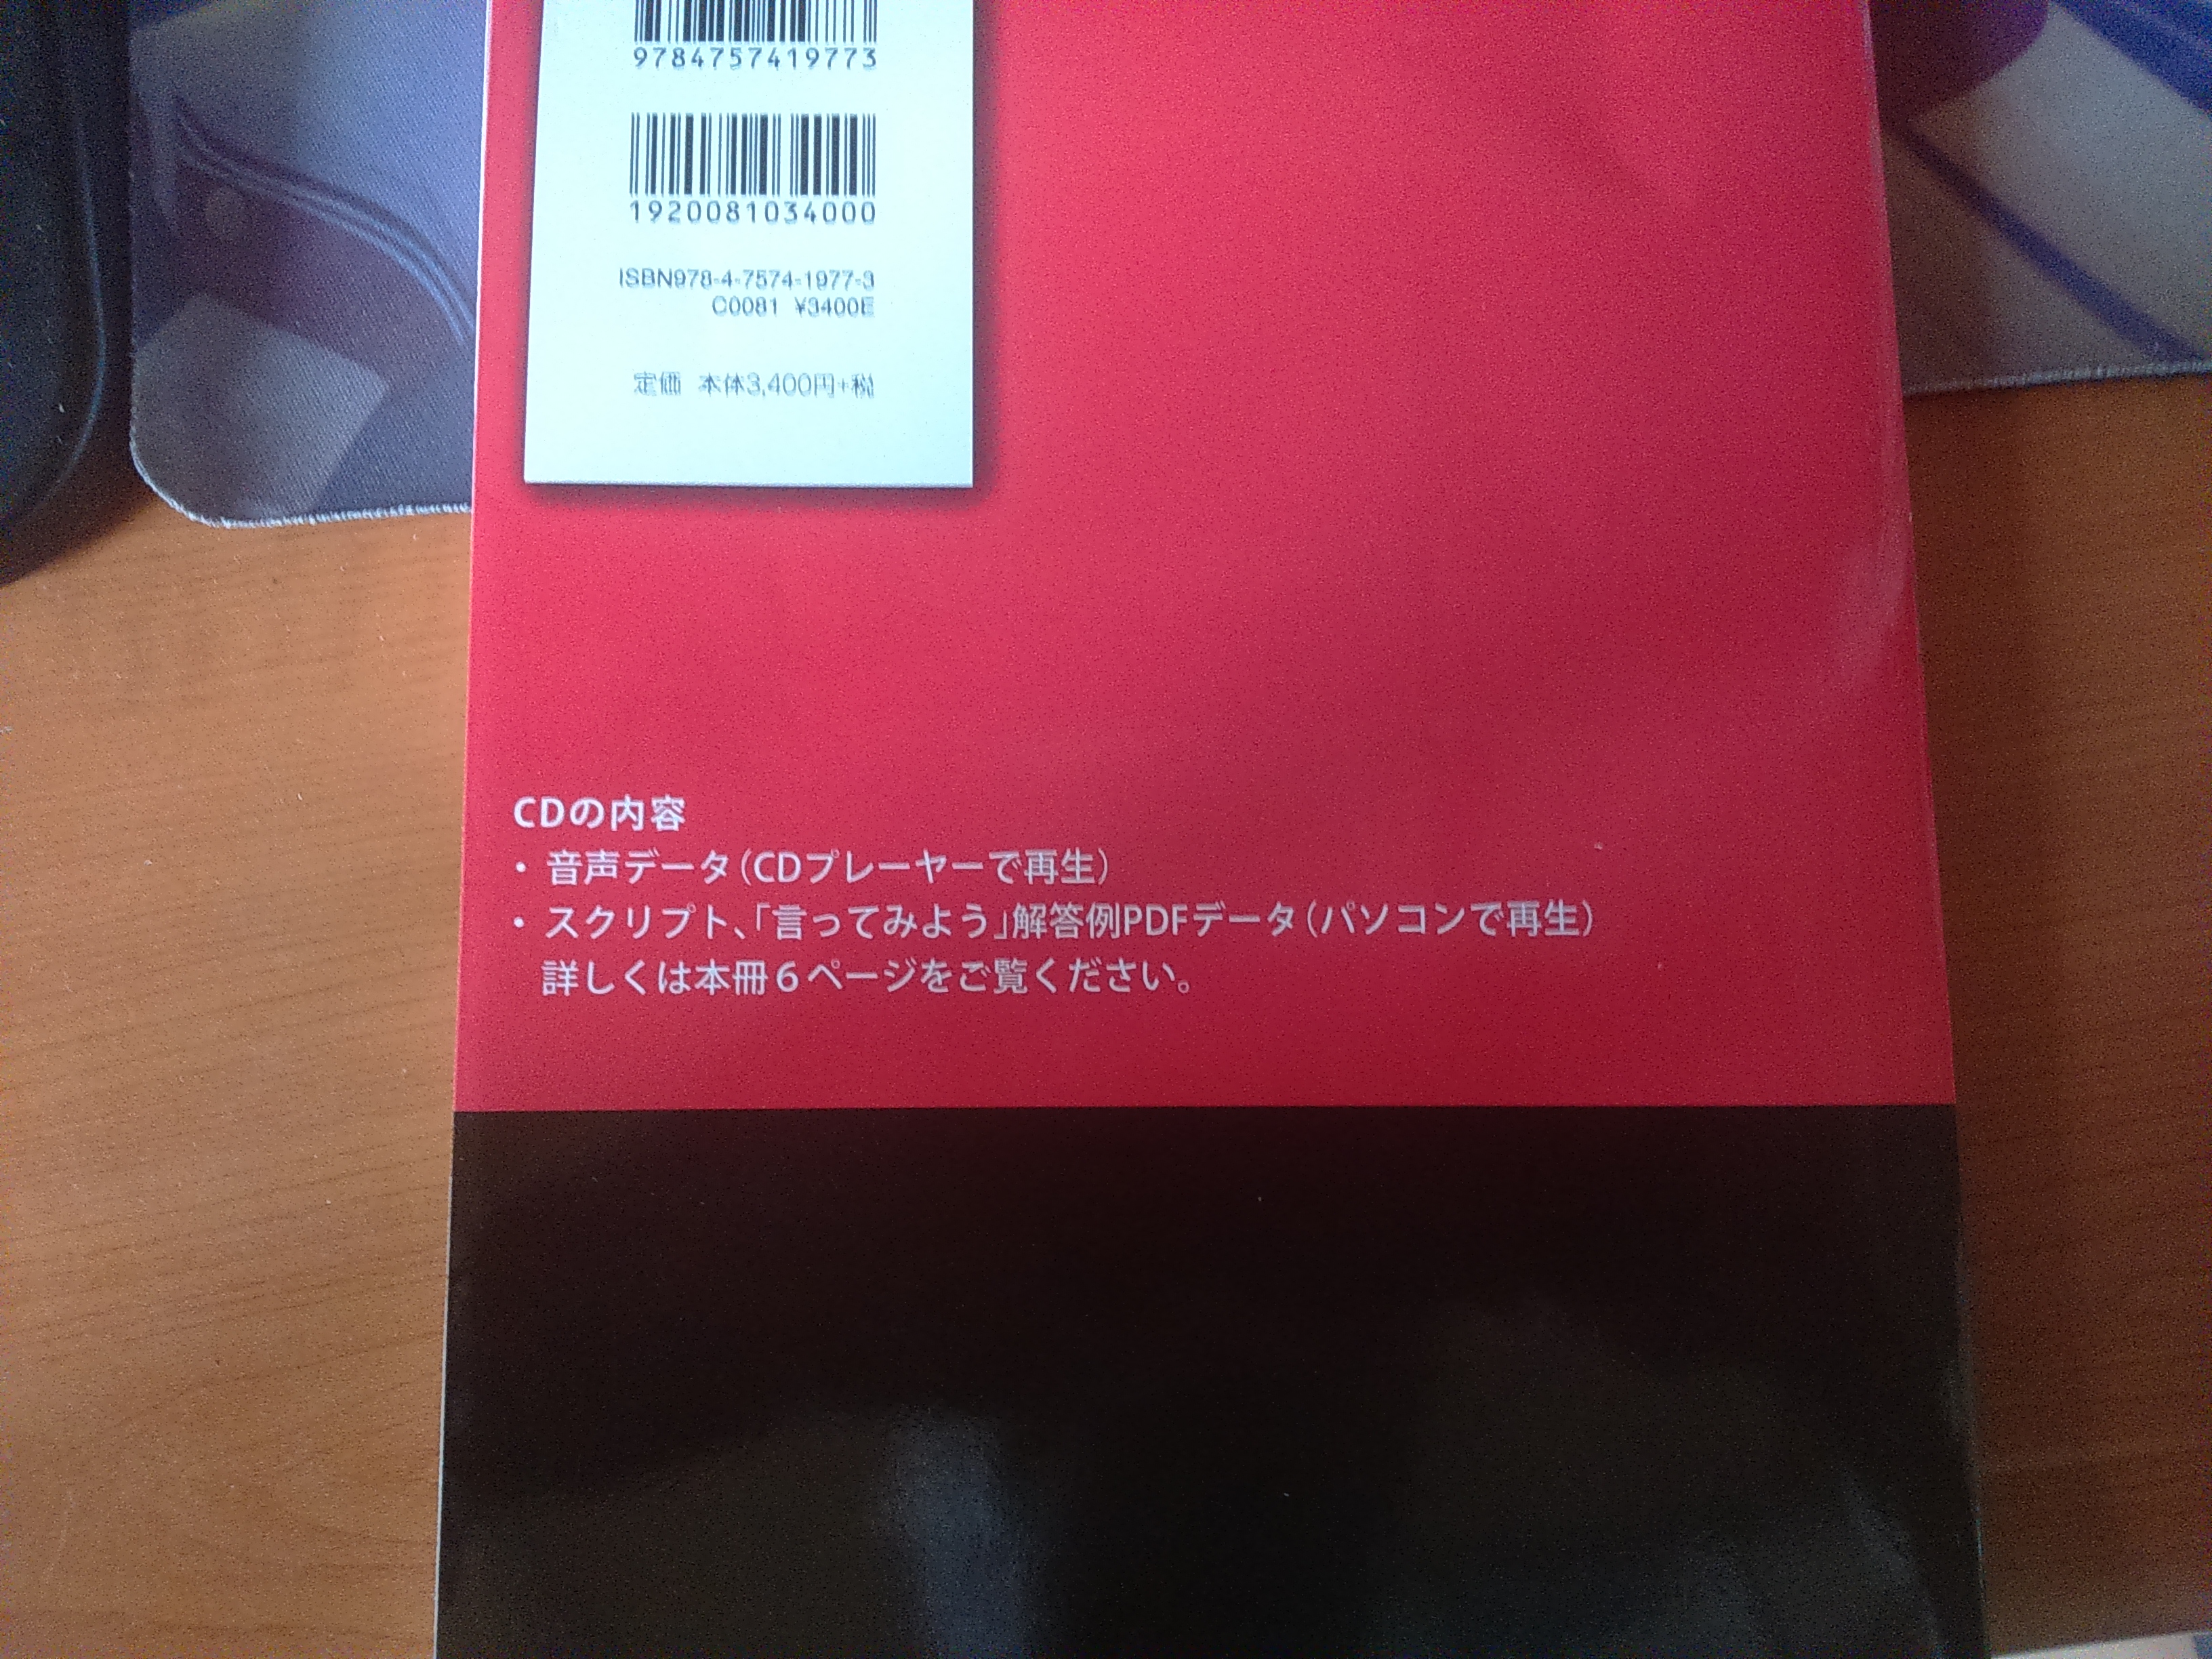 9784757419773
1920081034000
ISBN978-4-7574-1977-3
C0081 ¥3400E
定価 本体3,400円+税
CDの内容
・ 音声データ(CDプレーヤーで再生)
・ スクリプト、「言ってみよう」解答例PDFデータ(パソコンで再生)
詳しくは本冊6ページをご覧ください。